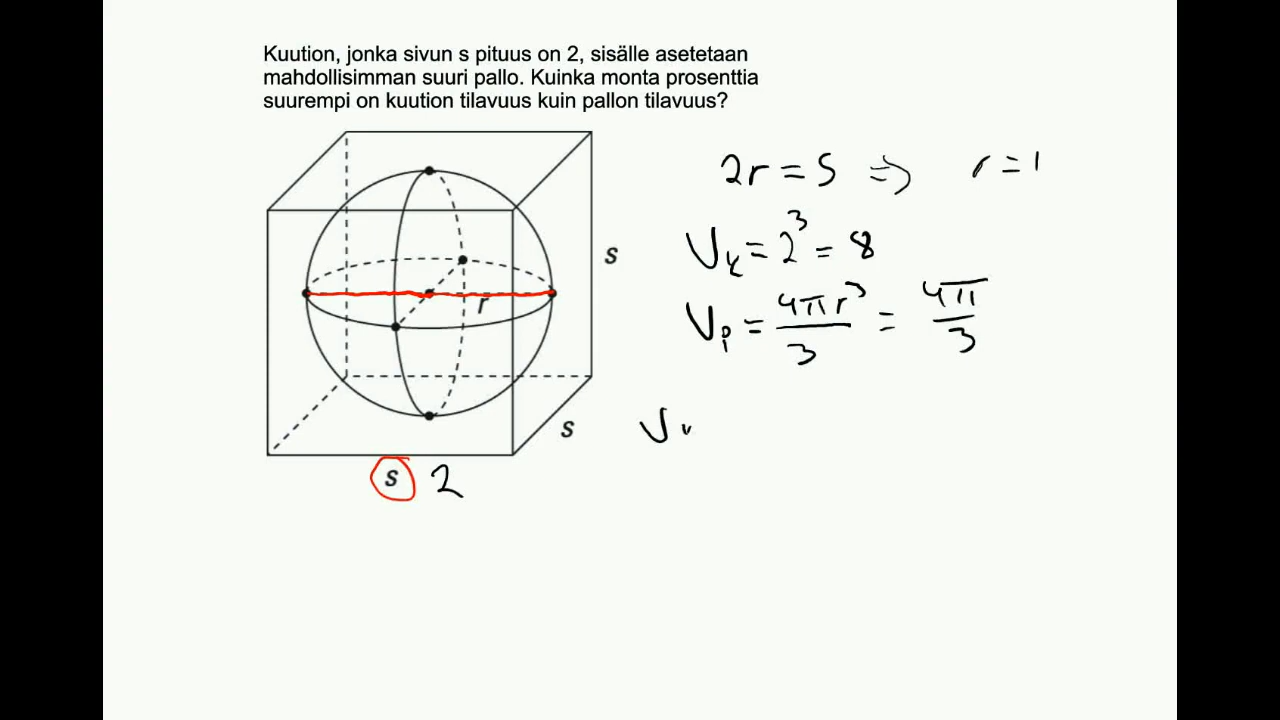 Kuution, jonka sivun s pituus on 2, sisälle asetetaan
mahdollisimman suuri pallo. Kuinka monta prosenttia
suurempi on kuution tilavuus kuin pallon tilavuus?
2r = s ⇒ r = 1
V_k = 2³ = 8
V_p = 4πr³/3 = 4π/3
s
r
s
V
s 2